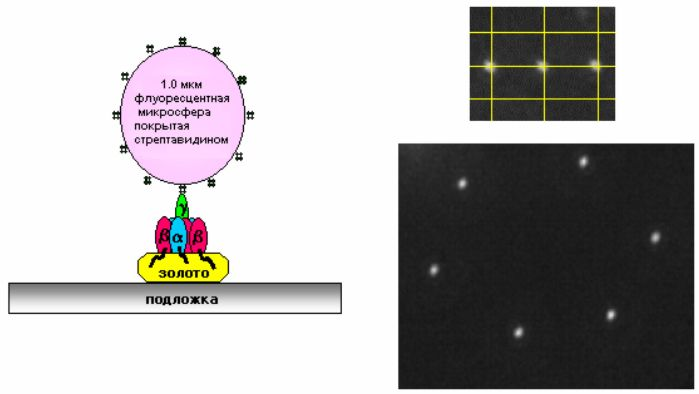 1.0 мкм
флуоресцентная
микросфера
покрытая
стрептавидином
γ
β α β
золото
подложка